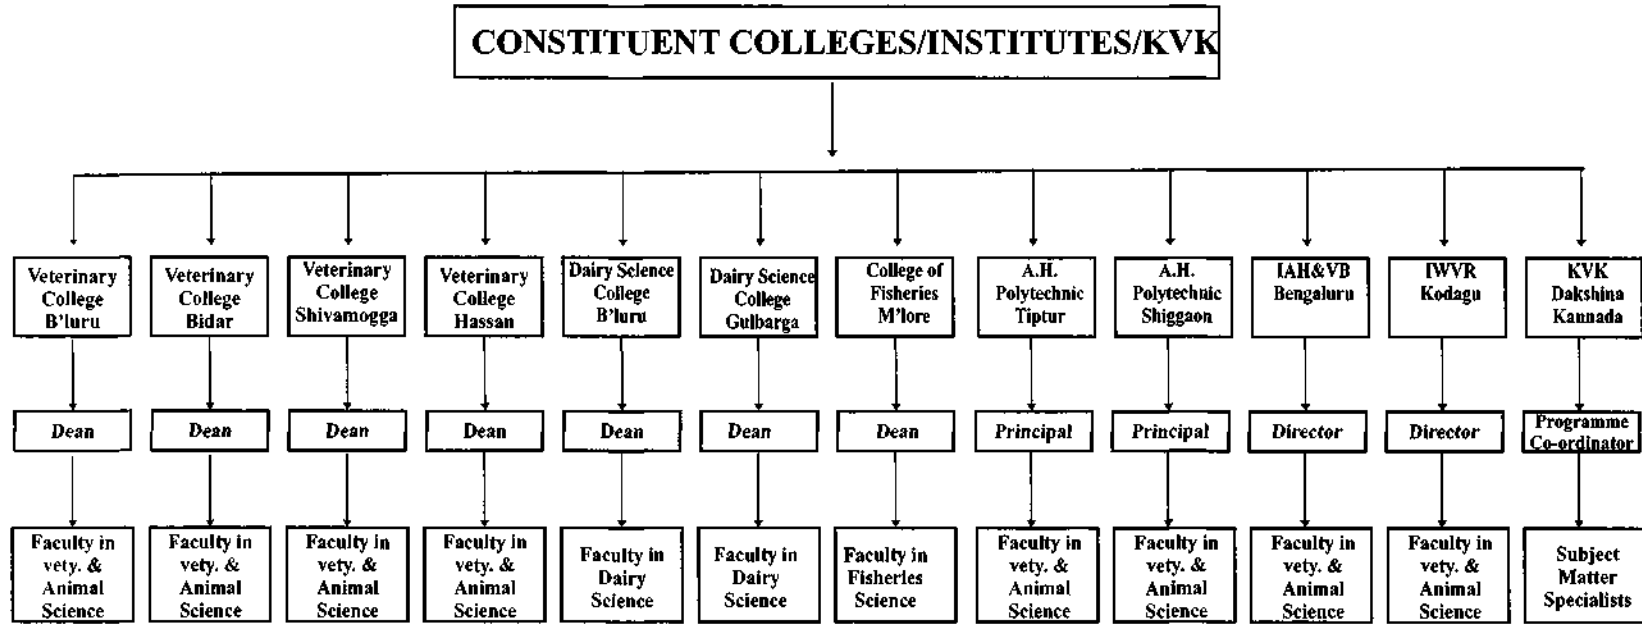 CONSTITUENT COLLEGES/INSTITUTES/KVK
Veterinary
College
B'luru
Veterinary
College
Bidar
Veterinary
College
Shivamogga
Veterinary
College
Hassan
Dairy Science
College
B'luru
Dairy Science
College
Gulbarga
College of
Fisheries
M'lore
A.H.
Polytechnic
Tiptur
A.H.
Polytechnic
Shiggaon
IAH&VB
Bengaluru
IWVR
Kodagu
KVK
Dakshina
Kannada
Dean
Dean
Dean
Dean
Dean
Dean
Dean
Principal
Principal
Director
Director
Programme
Co-ordinator
Faculty in
vety. &
Animal
Science
Faculty in
vety. &
Animal
Science
Faculty in
vety. &
Animal
Science
Faculty in
vety. &
Animal
Science
Faculty in
Dairy
Science
Faculty in
Dairy
Science
Faculty in
Fisheries
Science
Faculty in
vety. &
Animal
Science
Faculty in
vety. &
Animal
Science
Faculty in
vety. &
Animal
Science
Faculty in
vety. &
Animal
Science
Subject
Matter
Specialists